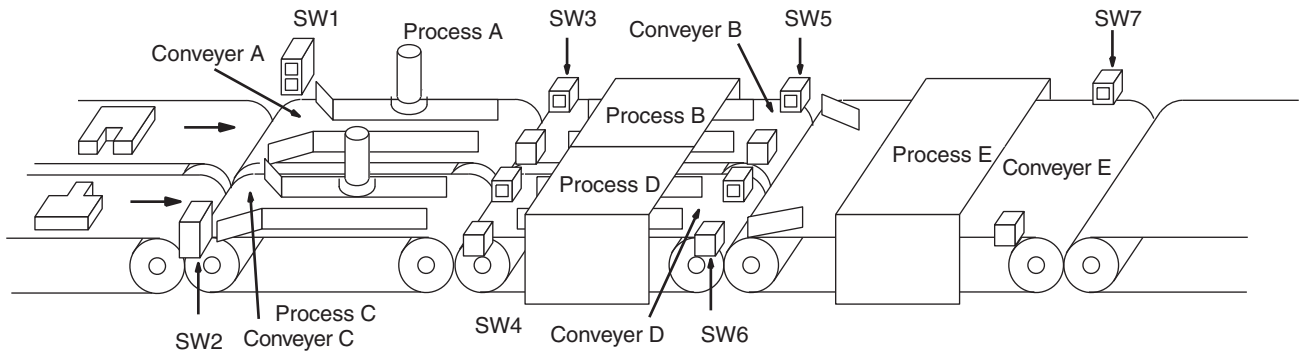 SW1
Process A
SW3
Conveyer B
SW5
SW7
Conveyer A
Process B
Process E
Conveyer E
Process D
Process C
SW4
SW2
Conveyer C
Conveyer D
SW6